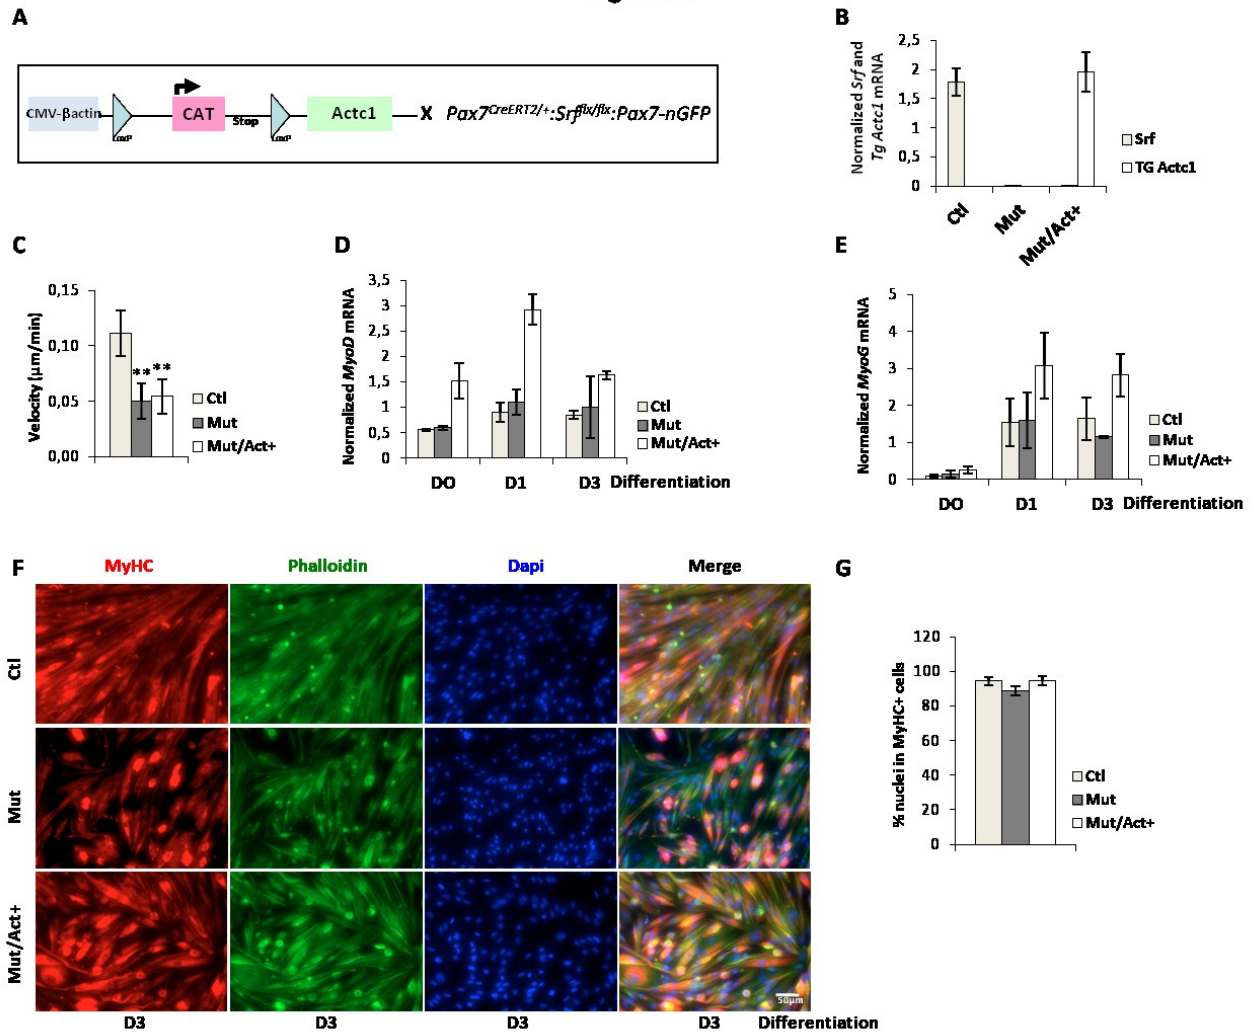 A
CMV-βactin
LoxP
CAT
Stop
LoxP
Actc1
X Pax7CreERT2/+:Srfflx/flx:Pax7-nGFP
B
Normalized Srf and
Tg Actc1 mRNA
2,5
2
1,5
1
0,5
0
Ctl
Mut
Mut/Act+
Srf
TG Actc1
C
Velocity (µm/min)
0,15
0,10
0,05
0,00
** **
Ctl
Mut
Mut/Act+
D
Normalized MyoD mRNA
3,5
3
2,5
2
1,5
1
0,5
0
D0 D1 D3 Differentiation
Ctl
Mut
Mut/Act+
E
Normalized MyoG mRNA
5
4
3
2
1
0
D0 D1 D3 Differentiation
Ctl
Mut
Mut/Act+
F
MyHC Phalloidin Dapi Merge
Ctl
Mut
Mut/Act+
50µm
D3 D3 D3 D3 Differentiation
G
% nuclei in MyHC+ cells
120
100
80
60
40
20
0
Ctl
Mut
Mut/Act+